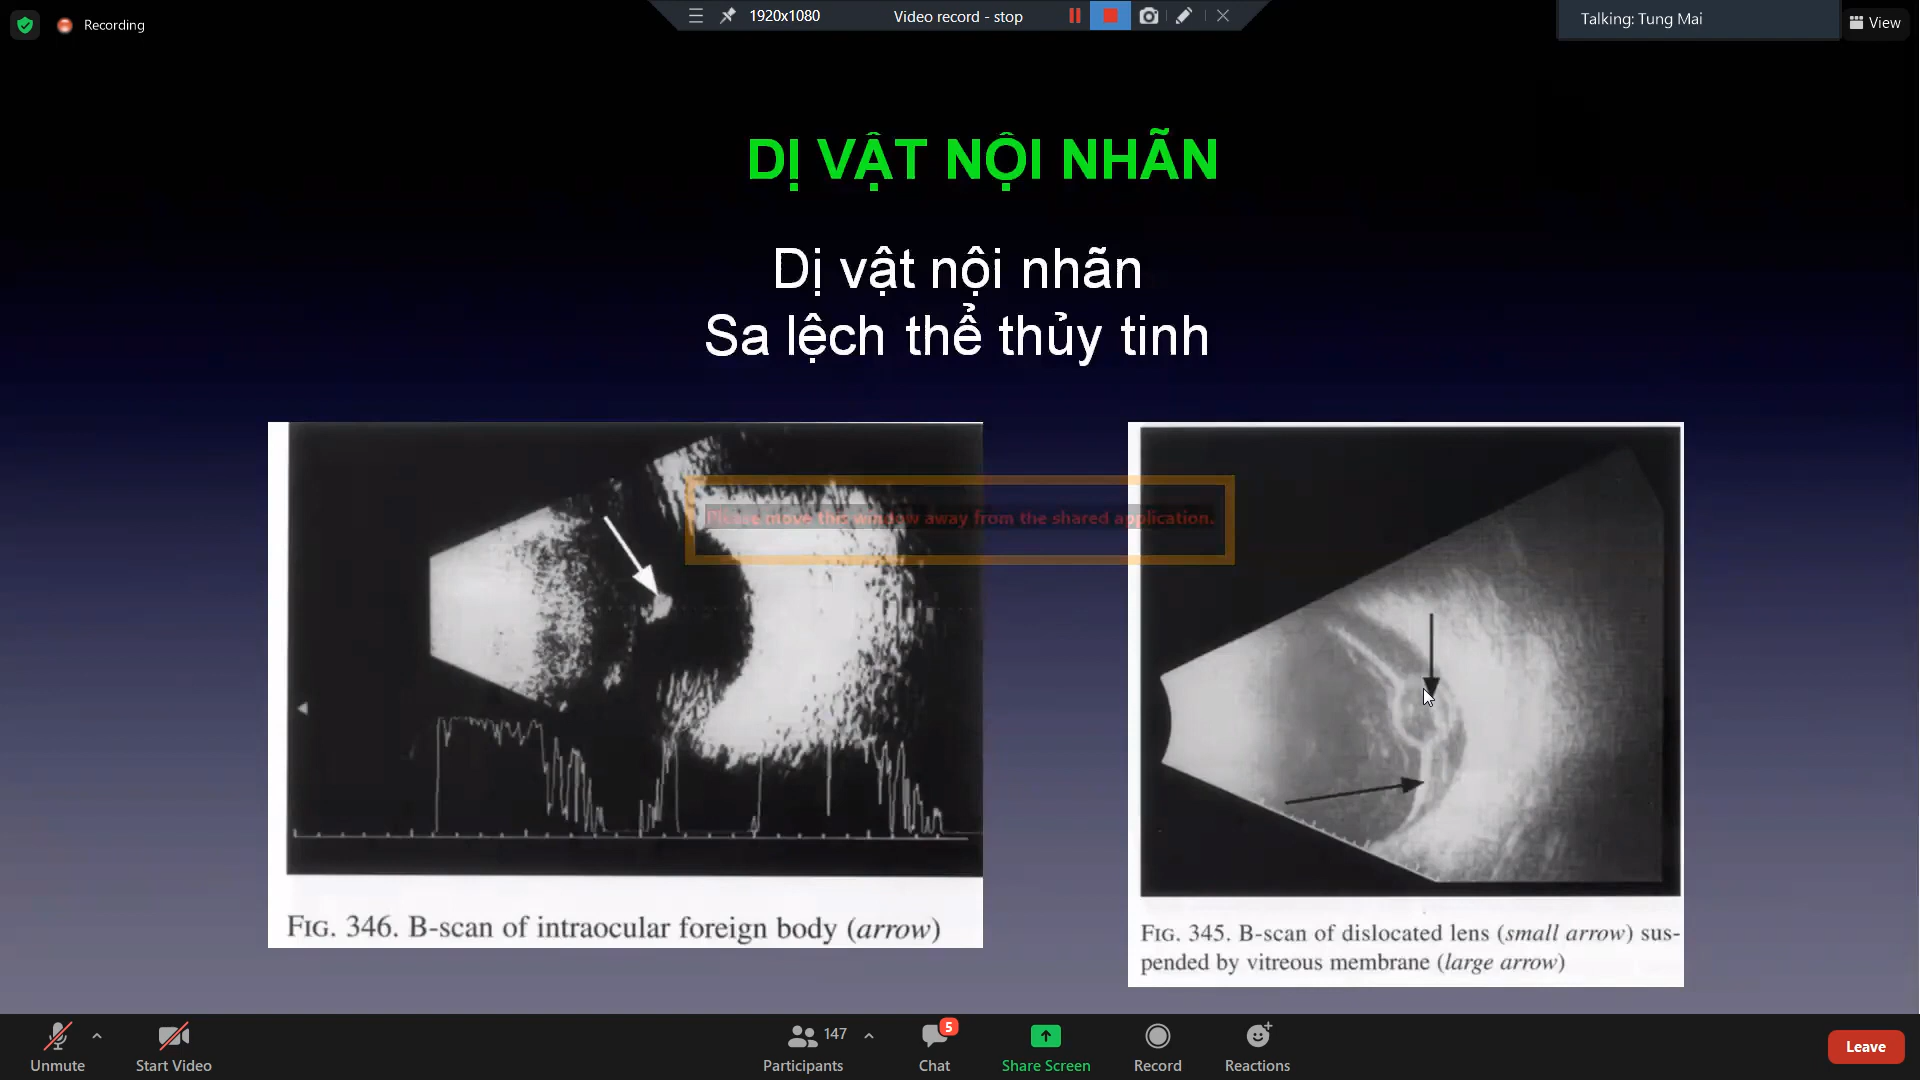 Recording
1920x1080
Video record - stop
Talking: Tung Mai
View
DỊ VẬT NỘI NHÃN
Dị vật nội nhãn
Sa lệch thể thủy tinh
Please move this window away from the shared application.
FIG. 346. B-scan of intraocular foreign body (arrow)
FIG. 345. B-scan of dislocated lens (small arrow) sus-
pended by vitreous membrane (large arrow)
Unmute
Start Video
147
Participants
5
Chat
Share Screen
Record
Reactions
Leave